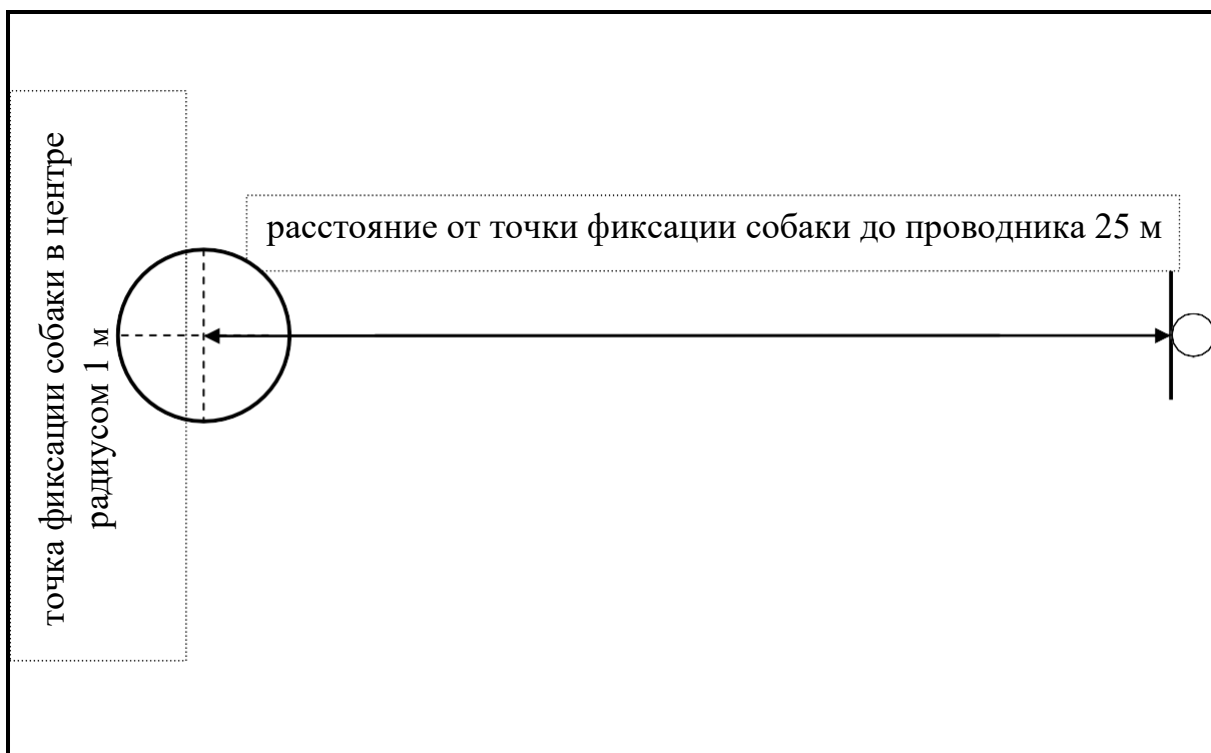 точка фиксации собаки в центре
радиусом 1 м
расстояние от точки фиксации собаки до проводника 25 м